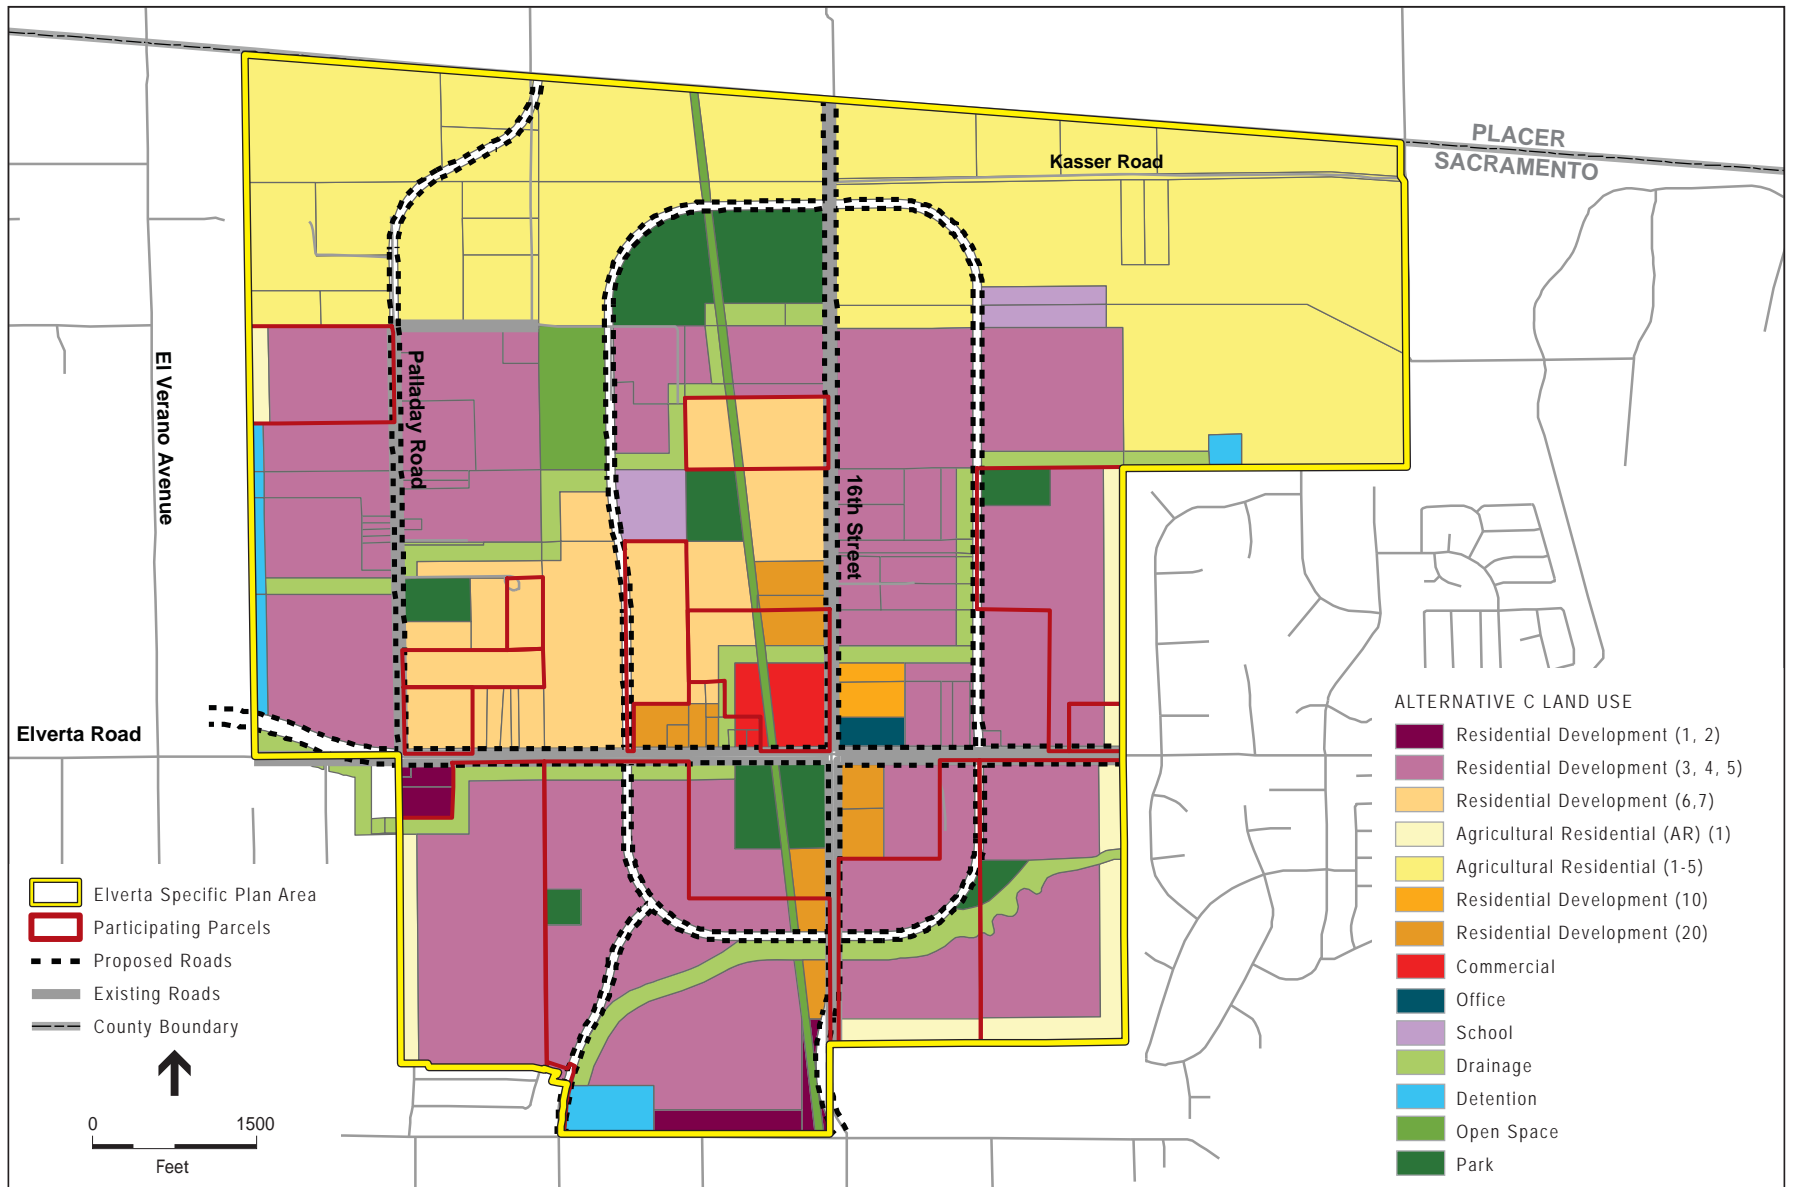 PLACER
SACRAMENTO
Kasser Road
El Verano Avenue
Palladay Road
16th Street
Elverta Road
Elverta Specific Plan Area
Participating Parcels
Proposed Roads
Existing Roads
County Boundary
0 1500
Feet
ALTERNATIVE C LAND USE
Residential Development (1, 2)
Residential Development (3, 4, 5)
Residential Development (6,7)
Agricultural Residential (AR) (1)
Agricultural Residential (1-5)
Residential Development (10)
Residential Development (20)
Commercial
Office
School
Drainage
Detention
Open Space
Park